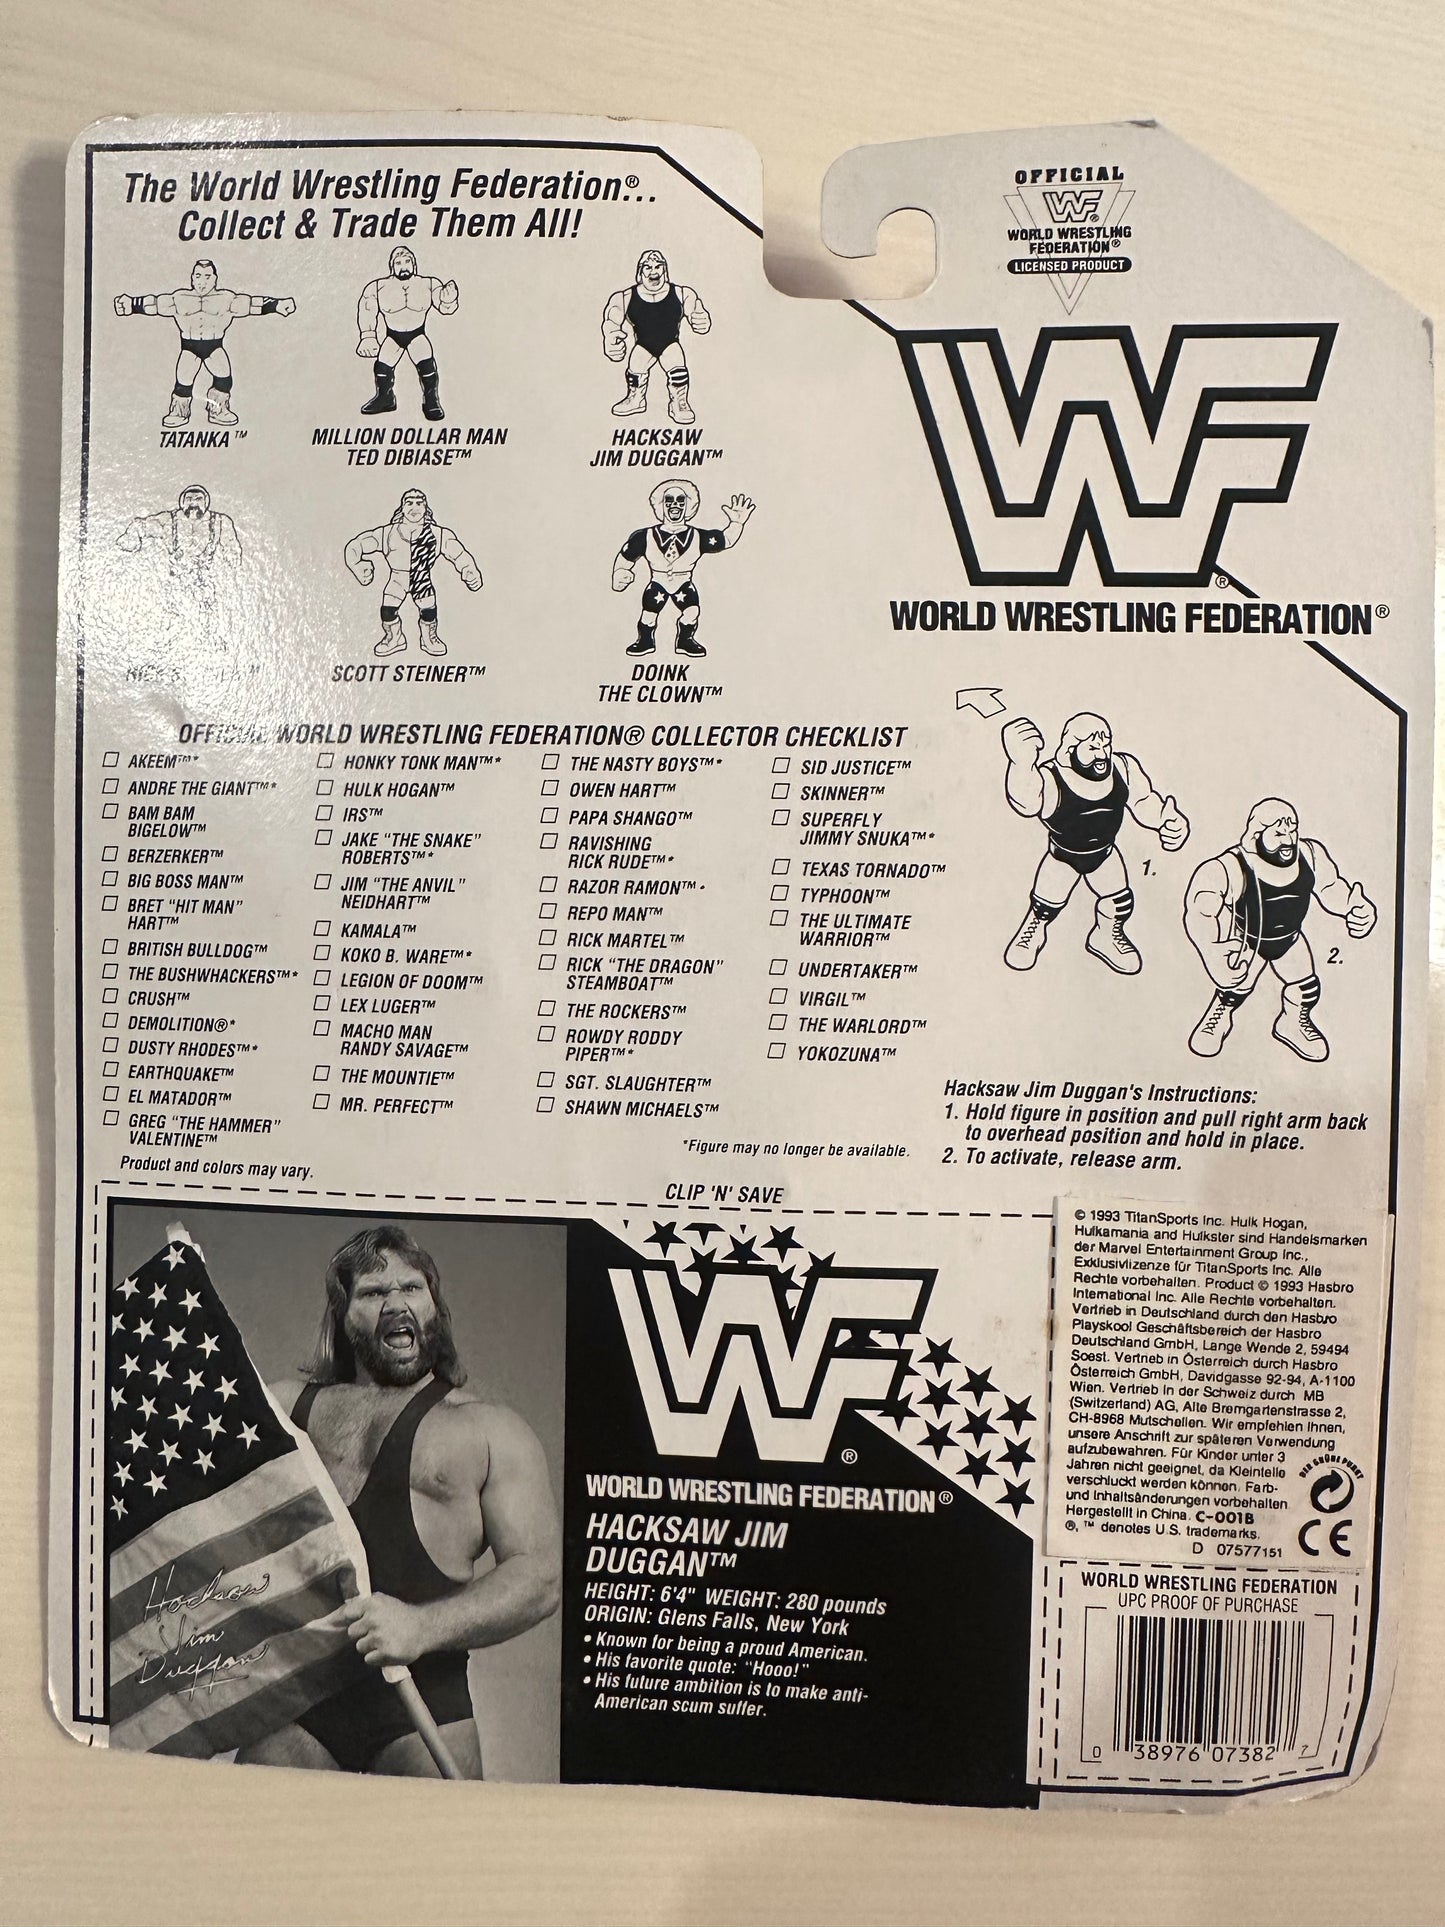 The World Wrestling Federation®...
Collect & Trade Them All!
TATANKA™
MILLION DOLLAR MAN
TED DIBIASE™
HACKSAW
JIM DUGGAN™
SCOTT STEINER™
DOINK
THE CLOWN™
OFFICIAL
WF®
WORLD WRESTLING
FEDERATION®
LICENSED PRODUCT
WF®
WORLD WRESTLING FEDERATION®
OFFICIAL WORLD WRESTLING FEDERATION® COLLECTOR CHECKLIST
AKEEM™*
ANDRE THE GIANT™*
BAM BAM
BIGELOW™
BERZERKER™
BIG BOSS MAN™
BRET "HIT MAN"
HART™
BRITISH BULLDOG™
THE BUSHWHACKERS™*
CRUSH™
DEMOLITION®*
DUSTY RHODES™*
EARTHQUAKE™
EL MATADOR™
GREG "THE HAMMER"
VALENTINE™
HONKY TONK MAN™*
HULK HOGAN™
IRS™
JAKE "THE SNAKE"
ROBERTS™*
JIM "THE ANVIL"
NEIDHART™
KAMALA™
KOKO B. WARE™*
LEGION OF DOOM™
LEX LUGER™
MACHO MAN
RANDY SAVAGE™
THE MOUNTIE™
MR. PERFECT™
THE NASTY BOYS™*
OWEN HART™
PAPA SHANGO™
RAVISHING
RICK RUDE™*
RAZOR RAMON™*
REPO MAN™
RICK MARTEL™
RICK "THE DRAGON"
STEAMBOAT™
THE ROCKERS™
ROWDY RODDY
PIPER™*
SGT. SLAUGHTER™
SHAWN MICHAELS™
SID JUSTICE™
SKINNER™
SUPERFLY
JIMMY SNUKA™*
TEXAS TORNADO™
TYPHOON™
THE ULTIMATE
WARRIOR™
UNDERTAKER™
VIRGIL™
THE WARLORD™
YOKOZUNA™
*Figure may no longer be available.
Product and colors may vary.
1.
2.
Hacksaw Jim Duggan's Instructions:
1. Hold figure in position and pull right arm back
to overhead position and hold in place.
2. To activate, release arm.
CLIP 'N' SAVE
Hacksaw
Jim
Duggan
WF®
WORLD WRESTLING FEDERATION®
HACKSAW JIM
DUGGAN™
HEIGHT: 6'4" WEIGHT: 280 pounds
ORIGIN: Glens Falls, New York
• Known for being a proud American.
• His favorite quote: "Hooo!"
• His future ambition is to make anti-
American scum suffer.
© 1993 TitanSports Inc. Hulk Hogan,
Hulkamania and Hulkster sind Handelsmarken
der Marvel Entertainment Group Inc.,
Exklusivlizenze für TitanSports Inc. Alle
Rechte vorbehalten. Product © 1993 Hasbro
International Inc. Alle Rechte vorbehalten.
Vertrieb in Deutschland durch den Hasbro
Playskool Geschäftsbereich der Hasbro
Deutschland GmbH, Lange Wende 2, 59494
Soest. Vertrieb in Österreich durch Hasbro
Österreich GmbH, Davidgasse 92-94, A-1100
Wien. Vertrieb in der Schweiz durch MB
(Switzerland) AG, Alte Bremgartenstrasse 2,
CH-8968 Mutschellen. Wir empfehlen Ihnen,
unsere Anschrift zur späteren Verwendung
aufzubewahren. Für Kinder unter 3
Jahren nicht geeignet, da Kleinteile
verschluckt werden können. Farb-
und Inhaltsänderungen vorbehalten
Hergestellt in China. C-001B
®, ™ denotes U.S. trademarks.
D 07577151
DER GRÜNE PUNKT
CE
WORLD WRESTLING FEDERATION
UPC PROOF OF PURCHASE
0 38976 07382 7